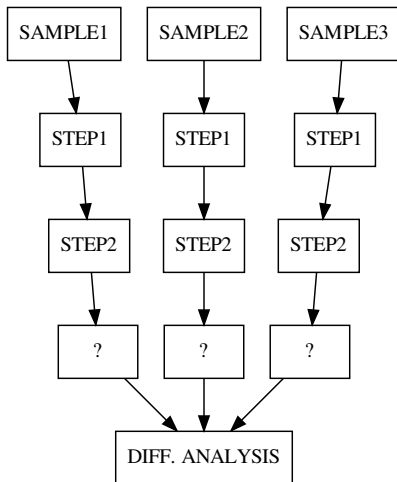 SAMPLE1 SAMPLE2 SAMPLE3
STEP1 STEP1 STEP1
STEP2 STEP2 STEP2
? ? ?
DIFF. ANALYSIS